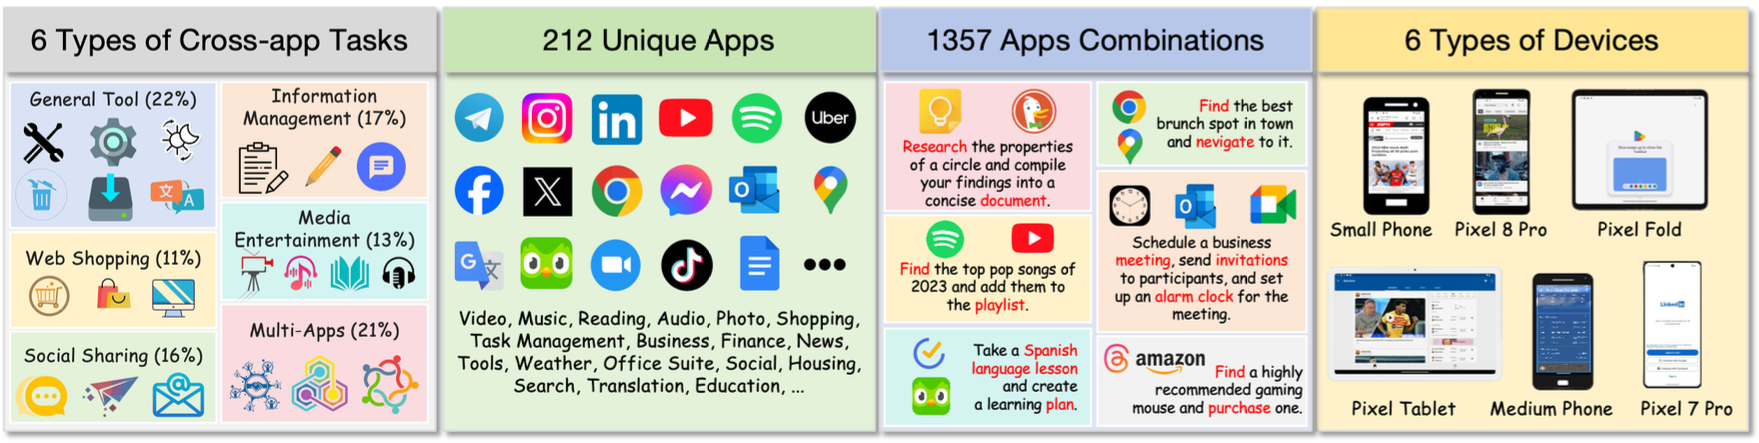 6 Types of Cross-app Tasks
General Tool (22%)
Information
Management (17%)
Web Shopping (11%)
Media
Entertainment (13%)
Social Sharing (16%)
Multi-Apps (21%)
212 Unique Apps
in
Uber
X
O
G
文
Video, Music, Reading, Audio, Photo, Shopping,
Task Management, Business, Finance, News,
Tools, Weather, Office Suite, Social, Housing,
Search, Translation, Education, ...
1357 Apps Combinations
Research the properties
of a circle and compile
your findings into a
concise document.
Find the top pop songs of
2023 and add them to
the playlist.
Take a Spanish
language lesson
and create
a learning plan.
Find the best
brunch spot in town
and nevigate to it.
Schedule a business
meeting, send invitations
to participants, and set
up an alarm clock for the
meeting.
amazon
Find a highly
recommended gaming
mouse and purchase one.
6 Types of Devices
Small Phone
Pixel 8 Pro
Pixel Fold
LinkedIn
Pixel Tablet
Medium Phone
Pixel 7 Pro